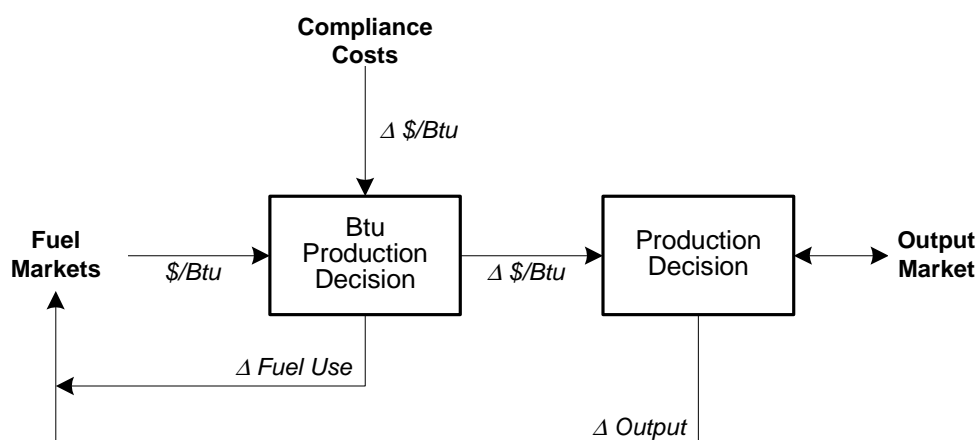 Compliance
Costs
Δ $/Btu
Fuel
Markets
$/Btu
Btu
Production
Decision
Δ $/Btu
Production
Decision
Output
Market
Δ Fuel Use
Δ Output